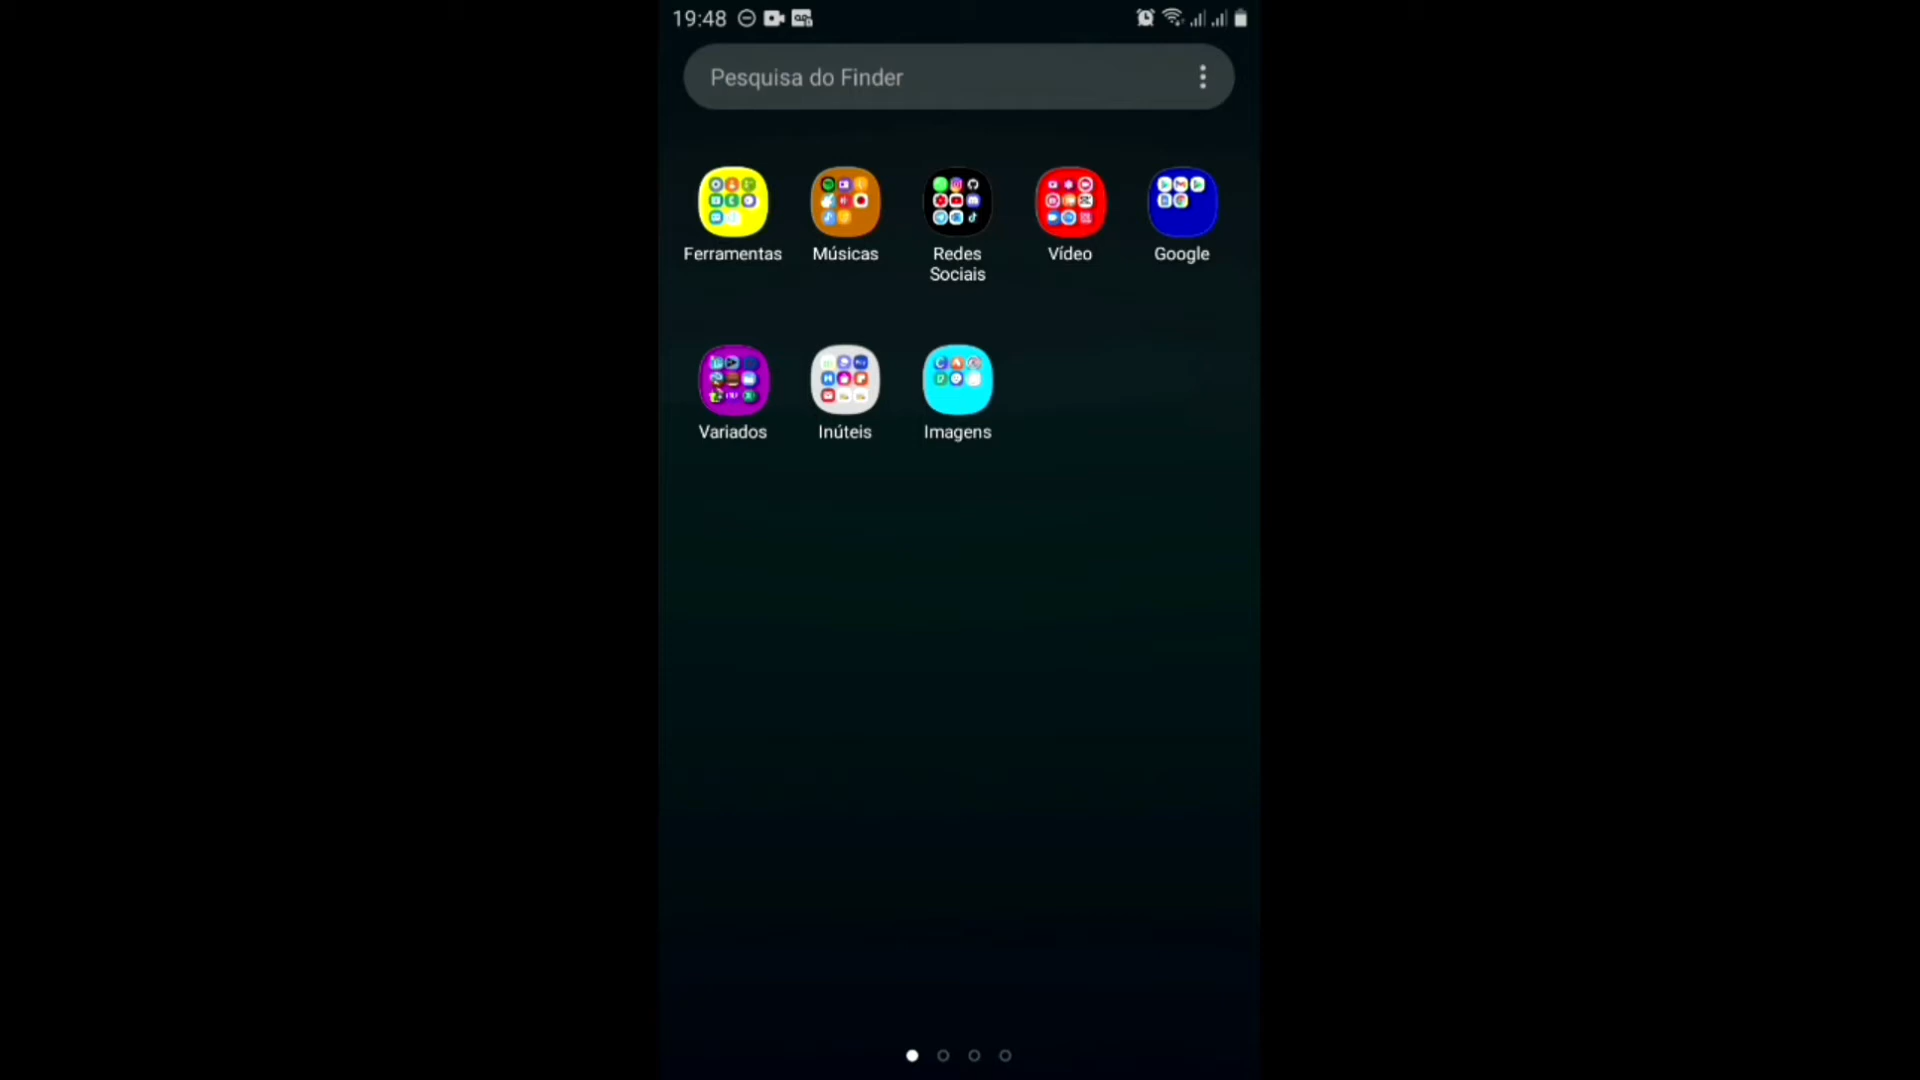 19:48
Pesquisa do Finder
Ferramentas
Músicas
Redes
Sociais
Vídeo
Google
Variados
Inúteis
Imagens